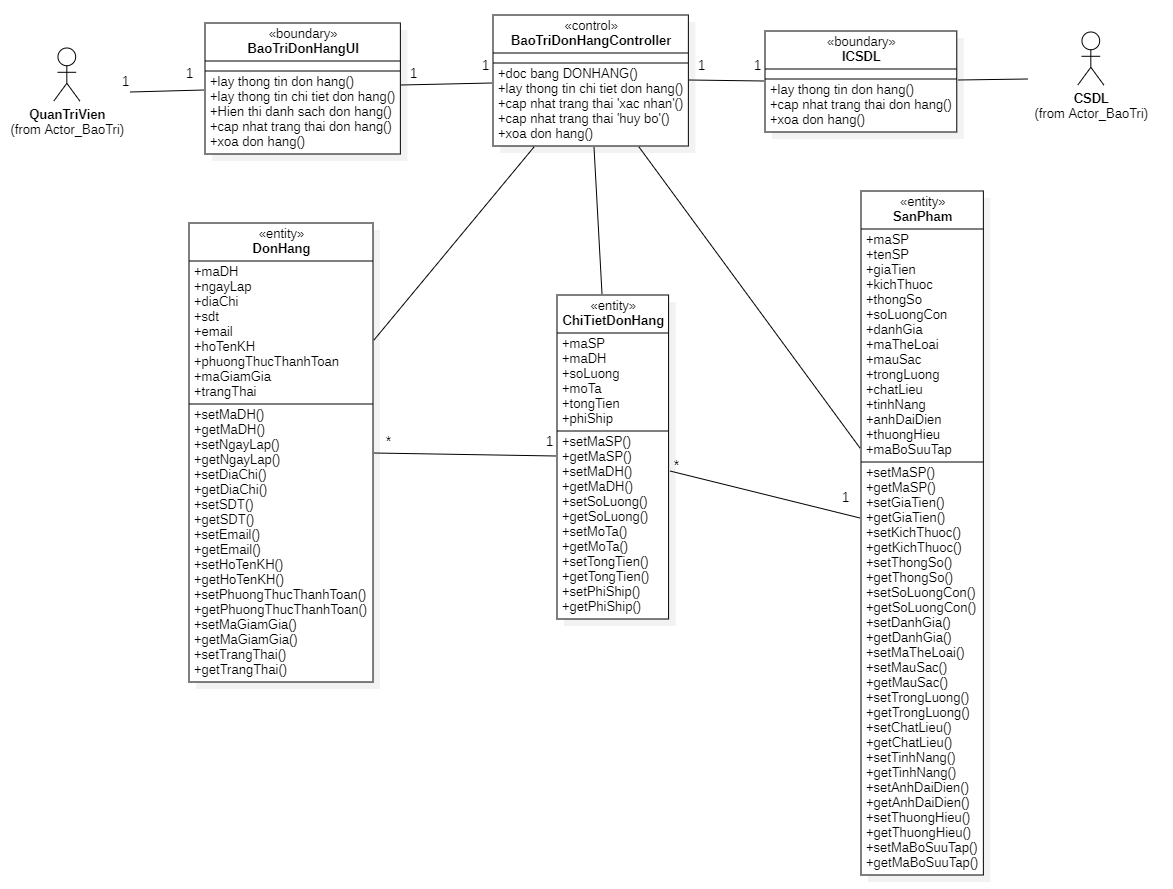 QuanTriVien
(from Actor_BaoTri)
1
1
«boundary»
BaoTriDonHangUI
+lay thong tin don hang()
+lay thong tin chi tiet don hang()
+Hien thi danh sach don hang()
+cap nhat trang thai don hang()
+xoa don hang()
1
1
«control»
BaoTriDonHangController
+doc bang DONHANG()
+lay thong tin chi tiet don hang()
+cap nhat trang thai 'xac nhan'()
+cap nhat trang thai 'huy bo'()
+xoa don hang()
1
1
«boundary»
ICSDL
+lay thong tin don hang()
+cap nhat trang thai don hang()
+xoa don hang()
CSDL
(from Actor_BaoTri)
«entity»
DonHang
+maDH
+ngayLap
+diaChi
+sdt
+email
+hoTenKH
+phuongThucThanhToan
+maGiamGia
+trangThai
+setMaDH()
+getMaDH()
+setNgayLap()
+getNgayLap()
+setDiaChi()
+getDiaChi()
+setSDT()
+getSDT()
+setEmail()
+getEmail()
+setHoTenKH()
+getHoTenKH()
+setPhuongThucThanhToan()
+getPhuongThucThanhToan()
+setMaGiamGia()
+getMaGiamGia()
+setTrangThai()
+getTrangThai()
*
1
«entity»
ChiTietDonHang
+maSP
+maDH
+soLuong
+moTa
+tongTien
+phiShip
+setMaSP()
+getMaSP()
+setMaDH()
+getMaDH()
+setSoLuong()
+getSoLuong()
+setMoTa()
+getMoTa()
+setTongTien()
+getTongTien()
+setPhiShip()
+getPhiShip()
*
1
«entity»
SanPham
+maSP
+tenSP
+giaTien
+kichThuoc
+thongSo
+soLuongCon
+danhGia
+maTheLoai
+mauSac
+trongLuong
+chatLieu
+tinhNang
+anhDaiDien
+thuongHieu
+maBoSuuTap
+setMaSP()
+getMaSP()
+setGiaTien()
+getGiaTien()
+setKichThuoc()
+getKichThuoc()
+setThongSo()
+getThongSo()
+setSoLuongCon()
+getSoLuongCon()
+setDanhGia()
+getDanhGia()
+setMaTheLoai()
+setMauSac()
+getMauSac()
+setTrongLuong()
+getTrongLuong()
+setChatLieu()
+getChatLieu()
+setTinhNang()
+getTinhNang()
+setAnhDaiDien()
+getAnhDaiDien()
+setThuongHieu()
+getThuongHieu()
+setMaBoSuuTap()
+getMaBoSuuTap()